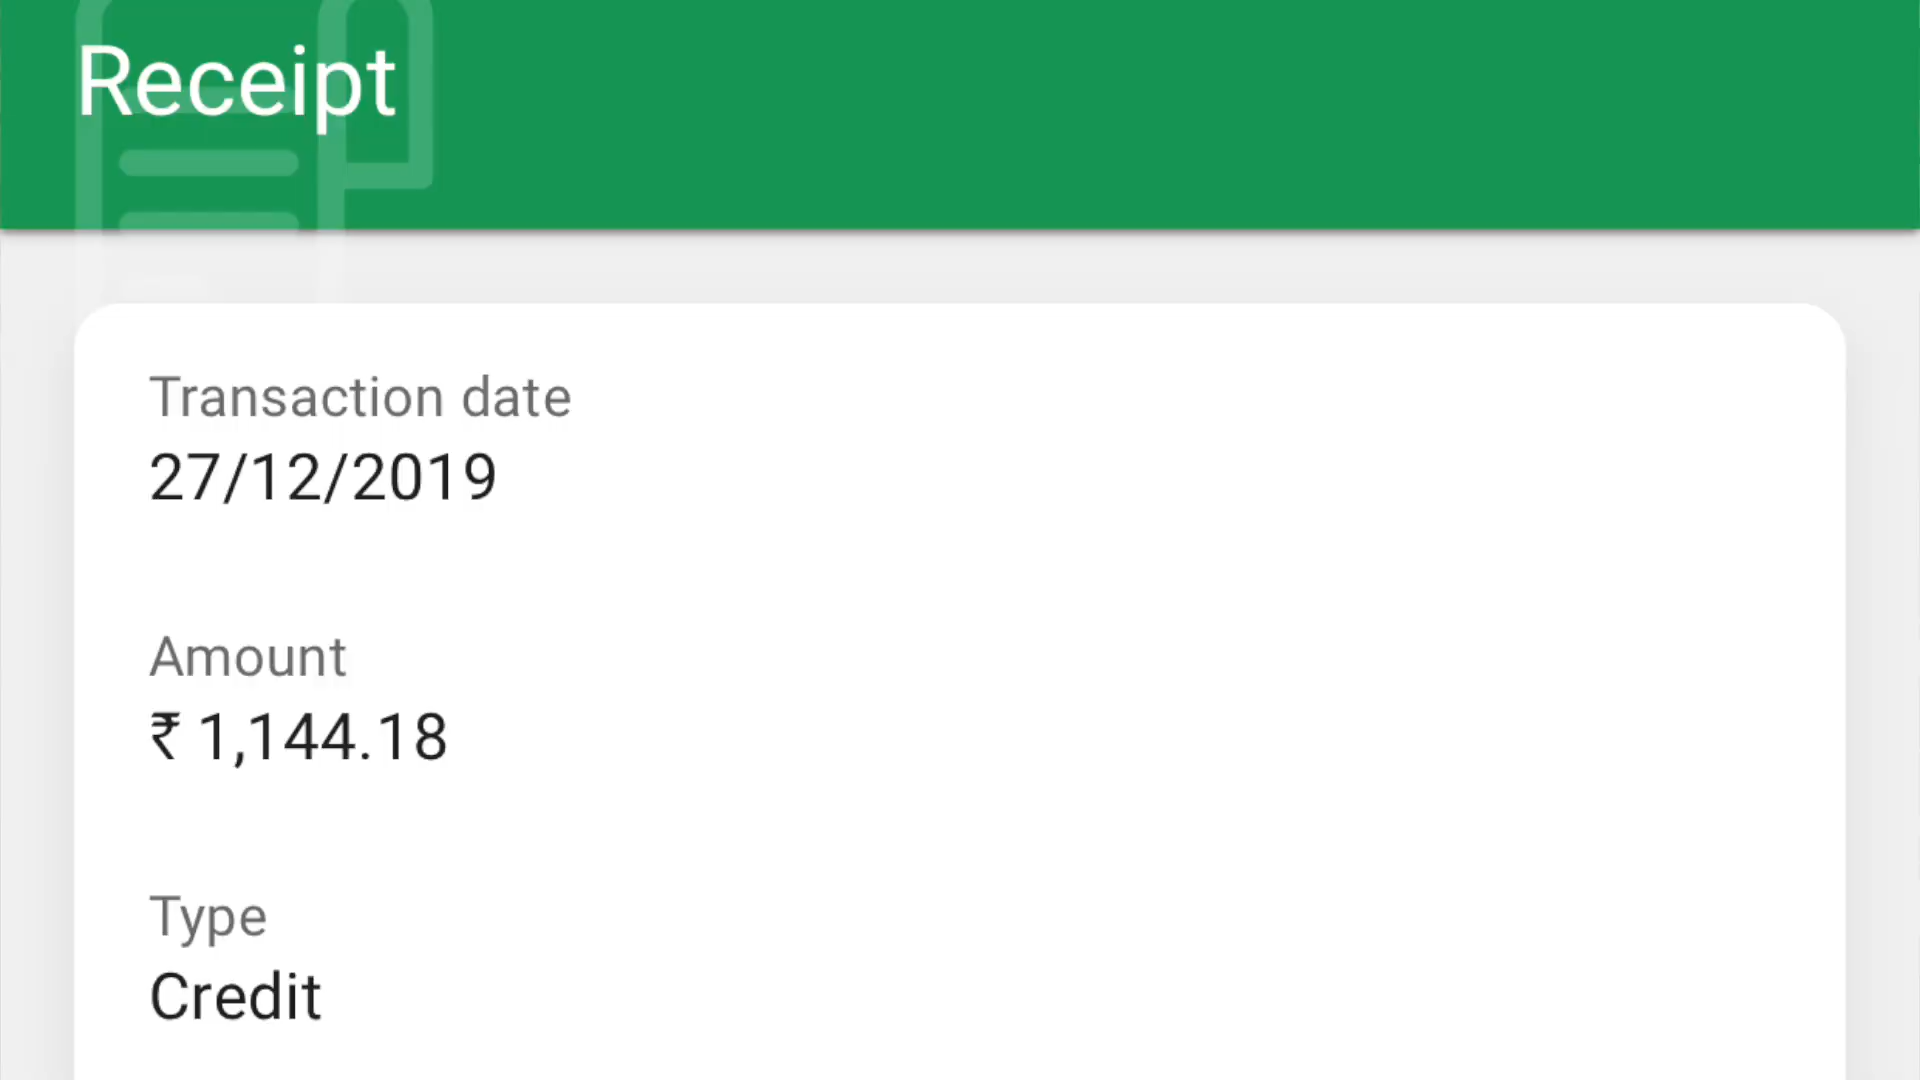 Receipt
Transaction date
27/12/2019
Amount
₹ 1,144.18
Type
Credit